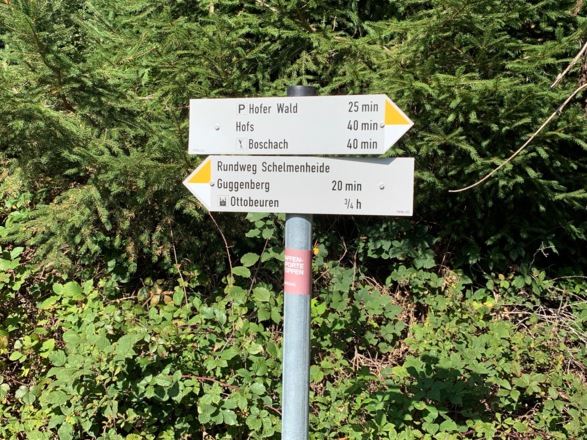 P Hofer Wald 25 min
Hofs 40 min
Boschach 40 min
Rundweg Schelmenheide
Guggenberg 20 min
Ottobeuren ¾ h